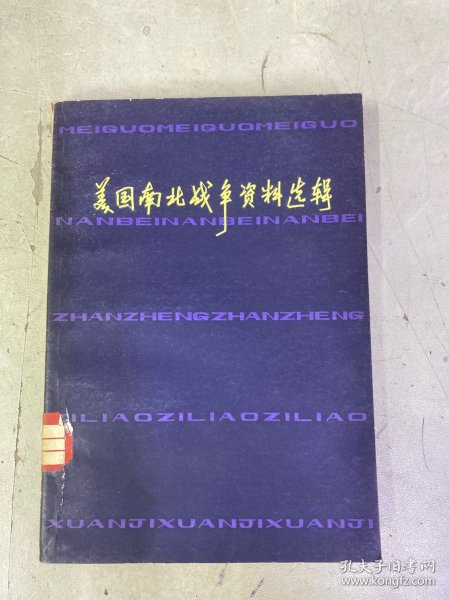 MEIGUOMEIGUOMEIGUO
美国南北战争资料选辑
NANBEINANBEINANBEI
ZHANZHENGZHANZHENG
ILIAOZILIAOZILIAO
XUANJIXUANJIXUANJI
孔夫子旧书网
www.kongfz.com